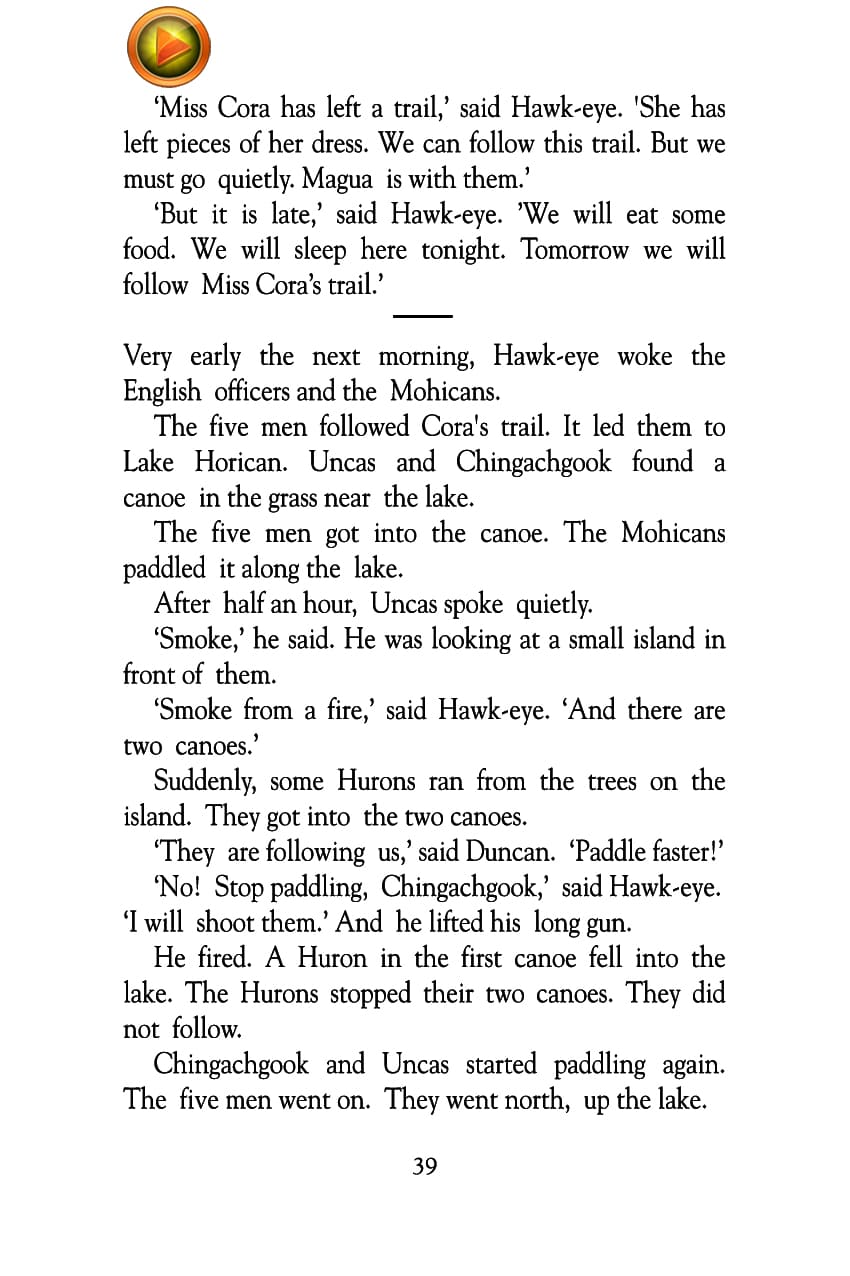 ‘Miss Cora has left a trail,’ said Hawk-eye. 'She has
left pieces of her dress. We can follow this trail. But we
must go quietly. Magua is with them.’
‘But it is late,’ said Hawk-eye. ’We will eat some
food. We will sleep here tonight. Tomorrow we will
follow Miss Cora’s trail.’
Very early the next morning, Hawk-eye woke the
English officers and the Mohicans.
The five men followed Cora's trail. It led them to
Lake Horican. Uncas and Chingachgook found a
canoe in the grass near the lake.
The five men got into the canoe. The Mohicans
paddled it along the lake.
After half an hour, Uncas spoke quietly.
‘Smoke,’ he said. He was looking at a small island in
front of them.
‘Smoke from a fire,’ said Hawk-eye. ‘And there are
two canoes.’
Suddenly, some Hurons ran from the trees on the
island. They got into the two canoes.
‘They are following us,’ said Duncan. ‘Paddle faster!’
‘No! Stop paddling, Chingachgook,’ said Hawk-eye.
‘I will shoot them.’ And he lifted his long gun.
He fired. A Huron in the first canoe fell into the
lake. The Hurons stopped their two canoes. They did
not follow.
Chingachgook and Uncas started paddling again.
The five men went on. They went north, up the lake.
39